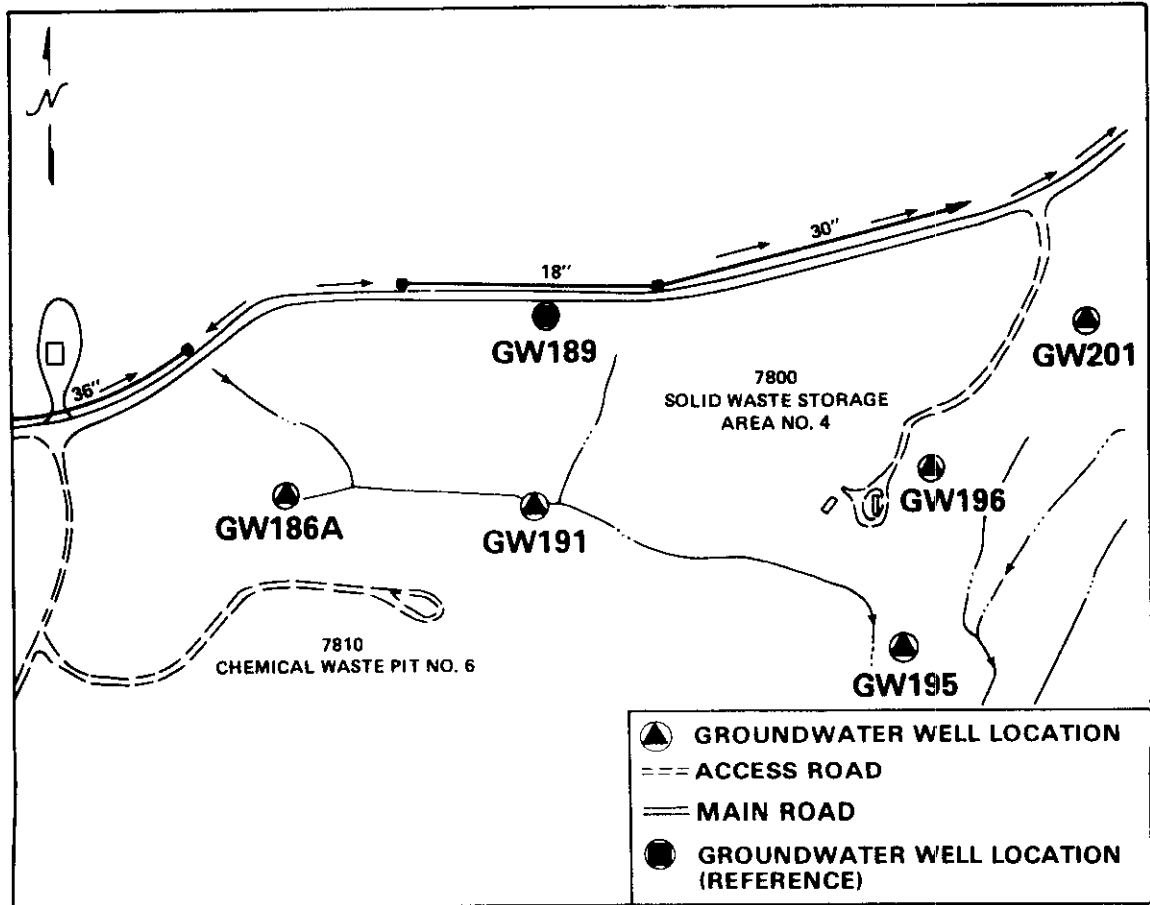 N
30"
18"
GW189
GW201
36"
7800
SOLID WASTE STORAGE
AREA NO. 4
GW186A
GW191
GW196
7810
CHEMICAL WASTE PIT NO. 6
GW195
GROUNDWATER WELL LOCATION
ACCESS ROAD
MAIN ROAD
GROUNDWATER WELL LOCATION
(REFERENCE)